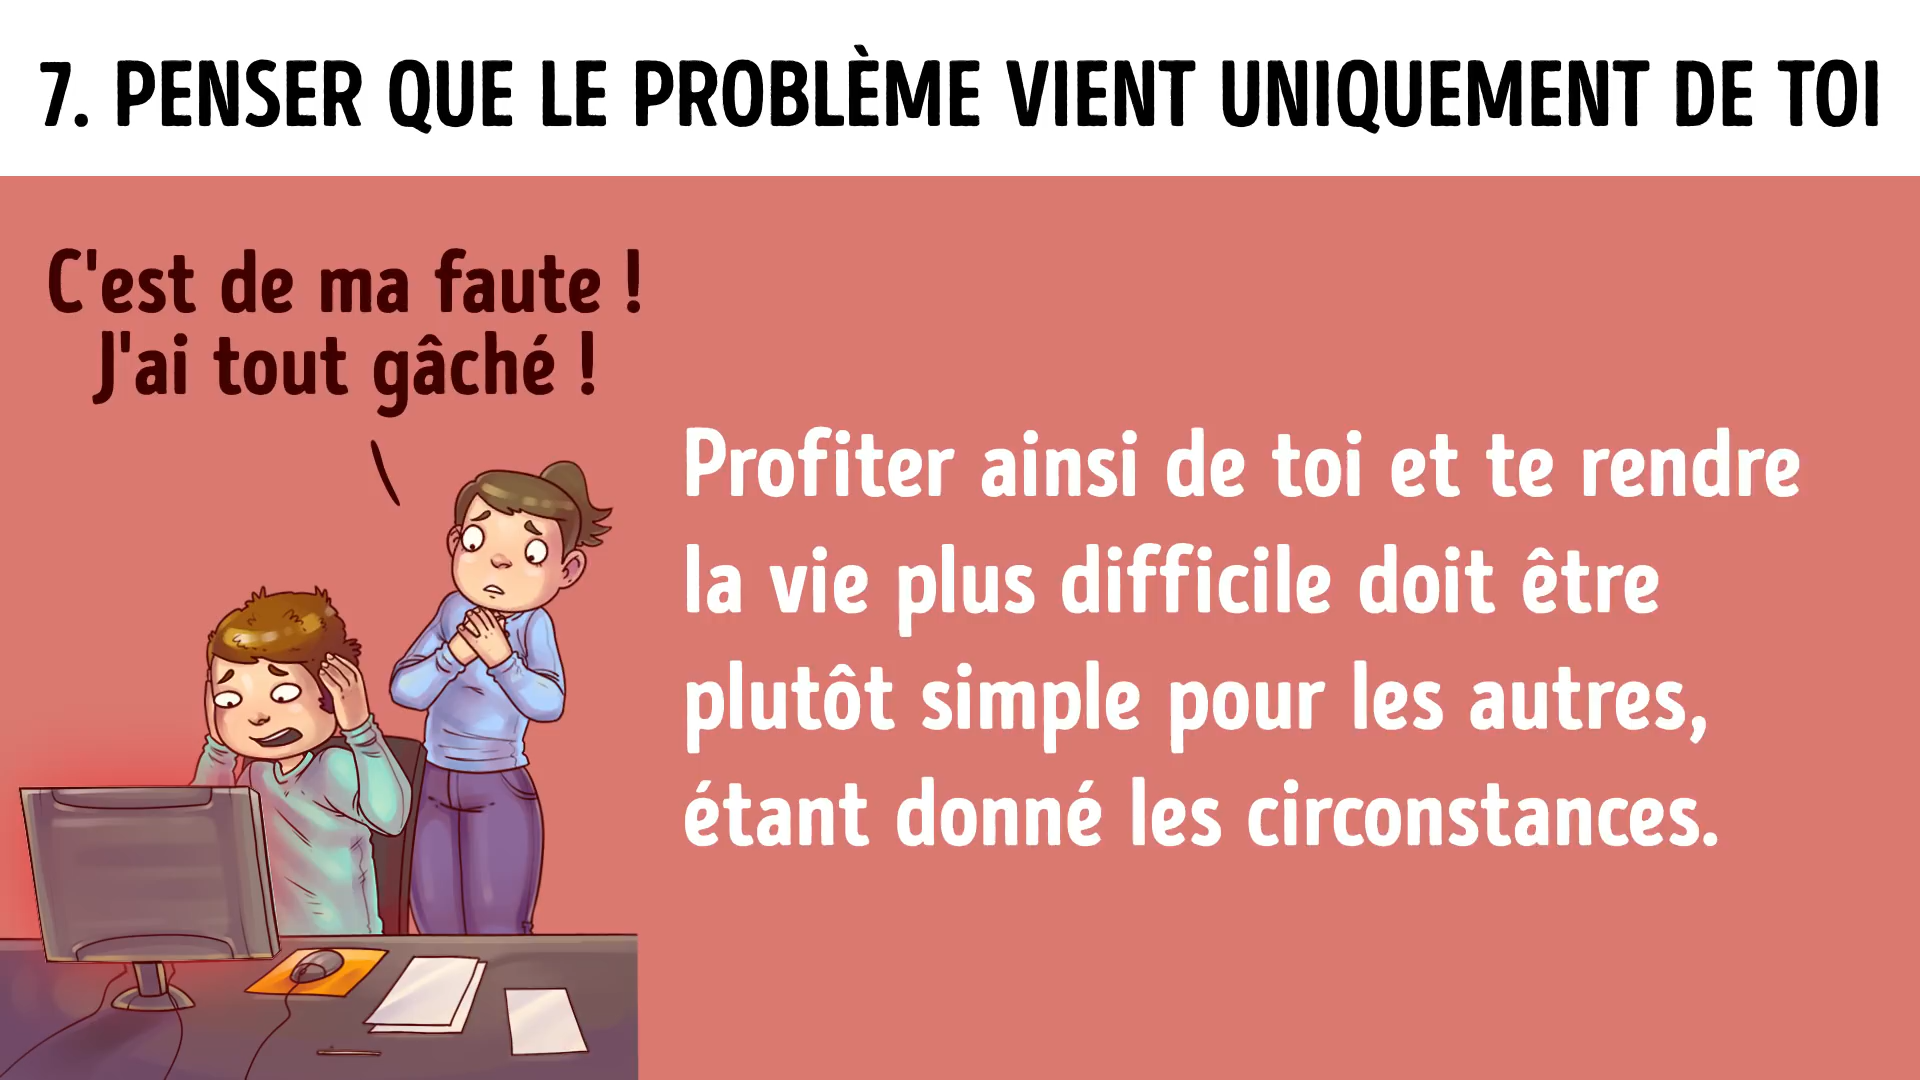 7. PENSER QUE LE PROBLÈME VIENT UNIQUEMENT DE TOI
C'est de ma faute !
J'ai tout gâché !
Profiter ainsi de toi et te rendre
la vie plus difficile doit être
plutôt simple pour les autres,
étant donné les circonstances.